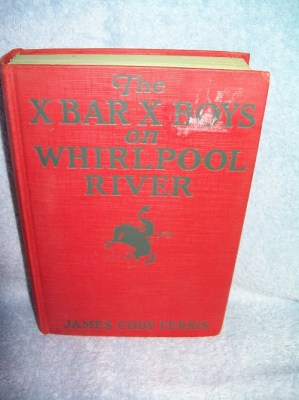 The
X BAR X BOYS
on
WHIRLPOOL
RIVER
JAMES CODY FERRIS